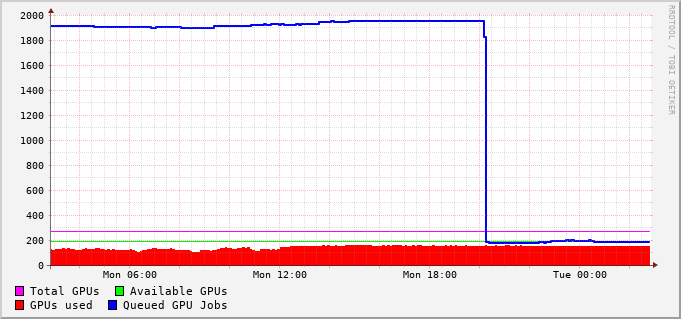 2000
1800
1600
1400
1200
1000
800
600
400
200
0
Mon 06:00 Mon 12:00 Mon 18:00 Tue 00:00
Total GPUs Available GPUs
GPUs used Queued GPU Jobs
RRDTOOL / TOBI OETIKER